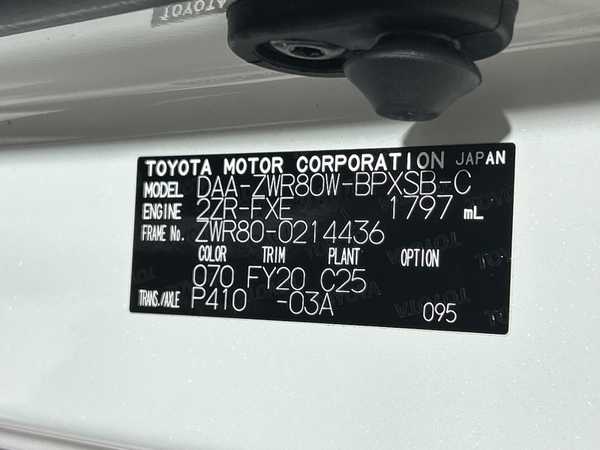 TOYOTA
TOYOTA MOTOR CORPORATION JAPAN
MODEL DAA-ZWR80W-BPXSB-C
ENGINE 2ZR-FXE 1797 mL
FRAME No. ZWR80-0214436
COLOR TRIM PLANT OPTION
070 FY20 C25
TRANS./AXLE P410 -03A
095